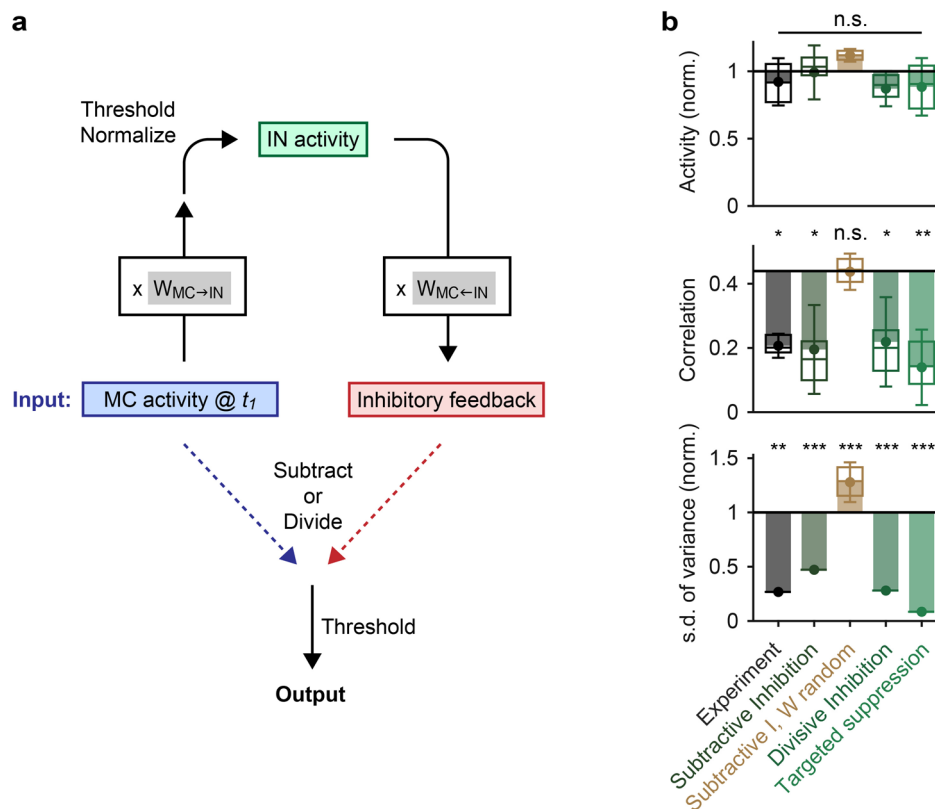 a
Threshold
Normalize
IN activity
x W_MC→IN
x W_MC←IN
Input:
MC activity @ t₁
Inhibitory feedback
Subtract
or
Divide
Threshold
Output
b
n.s.
Activity (norm.)
1
0.5
0
* * n.s. * **
Correlation
0.4
0.2
0
** *** *** *** ***
s.d. of variance (norm.)
1.5
1
0.5
0
Experiment
Subtractive Inhibition
Subtractive I, W random
Divisive Inhibition
Targeted suppression